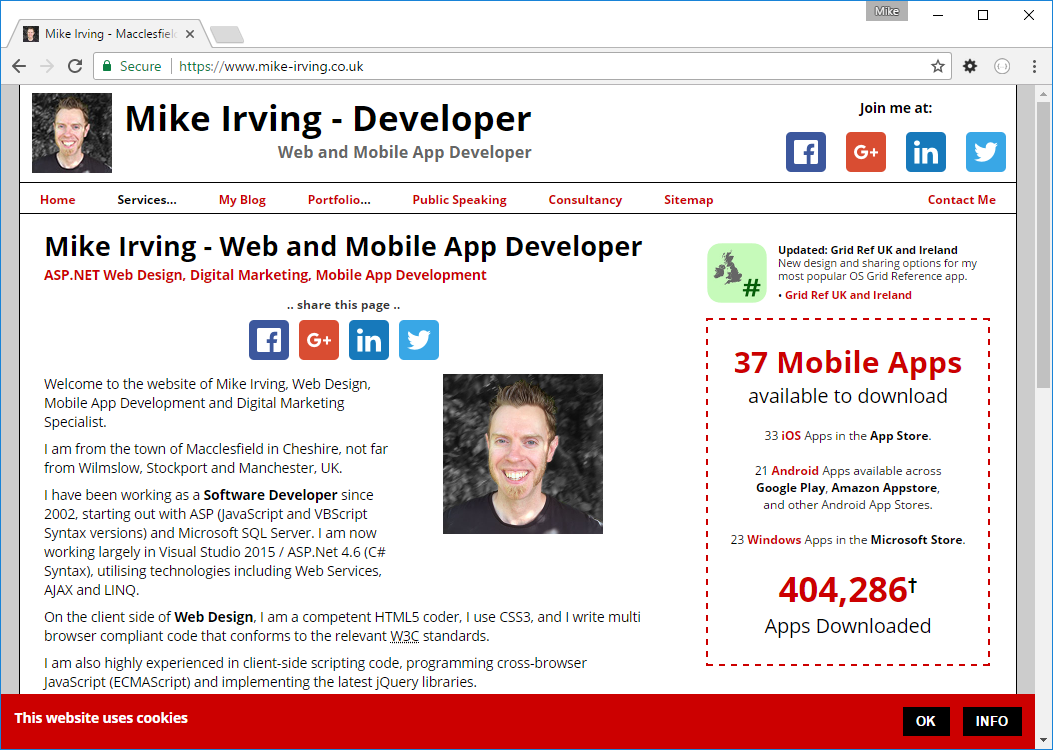 Mike
Mike Irving - Macclesfiel
Secure
https://www.mike-irving.co.uk
Mike Irving - Developer
Web and Mobile App Developer
Join me at:
Home Services... My Blog Portfolio... Public Speaking Consultancy Sitemap Contact Me
Mike Irving - Web and Mobile App Developer
ASP.NET Web Design, Digital Marketing, Mobile App Development
.. share this page ..
Welcome to the website of Mike Irving, Web Design,
Mobile App Development and Digital Marketing
Specialist.
I am from the town of Macclesfield in Cheshire, not far
from Wilmslow, Stockport and Manchester, UK.
I have been working as a Software Developer since
2002, starting out with ASP (JavaScript and VBScript
Syntax versions) and Microsoft SQL Server. I am now
working largely in Visual Studio 2015 / ASP.Net 4.6 (C#
Syntax), utilising technologies including Web Services,
AJAX and LINQ.
On the client side of Web Design, I am a competent HTML5 coder, I use CSS3, and I write multi
browser compliant code that conforms to the relevant W3C standards.
I am also highly experienced in client-side scripting code, programming cross-browser
JavaScript (ECMAScript) and implementing the latest jQuery libraries.
#
Updated: Grid Ref UK and Ireland
New design and sharing options for my
most popular OS Grid Reference app.
• Grid Ref UK and Ireland
37 Mobile Apps
available to download
33 iOS Apps in the App Store.
21 Android Apps available across
Google Play, Amazon Appstore,
and other Android App Stores.
23 Windows Apps in the Microsoft Store.
404,286†
Apps Downloaded
This website uses cookies
OK
INFO